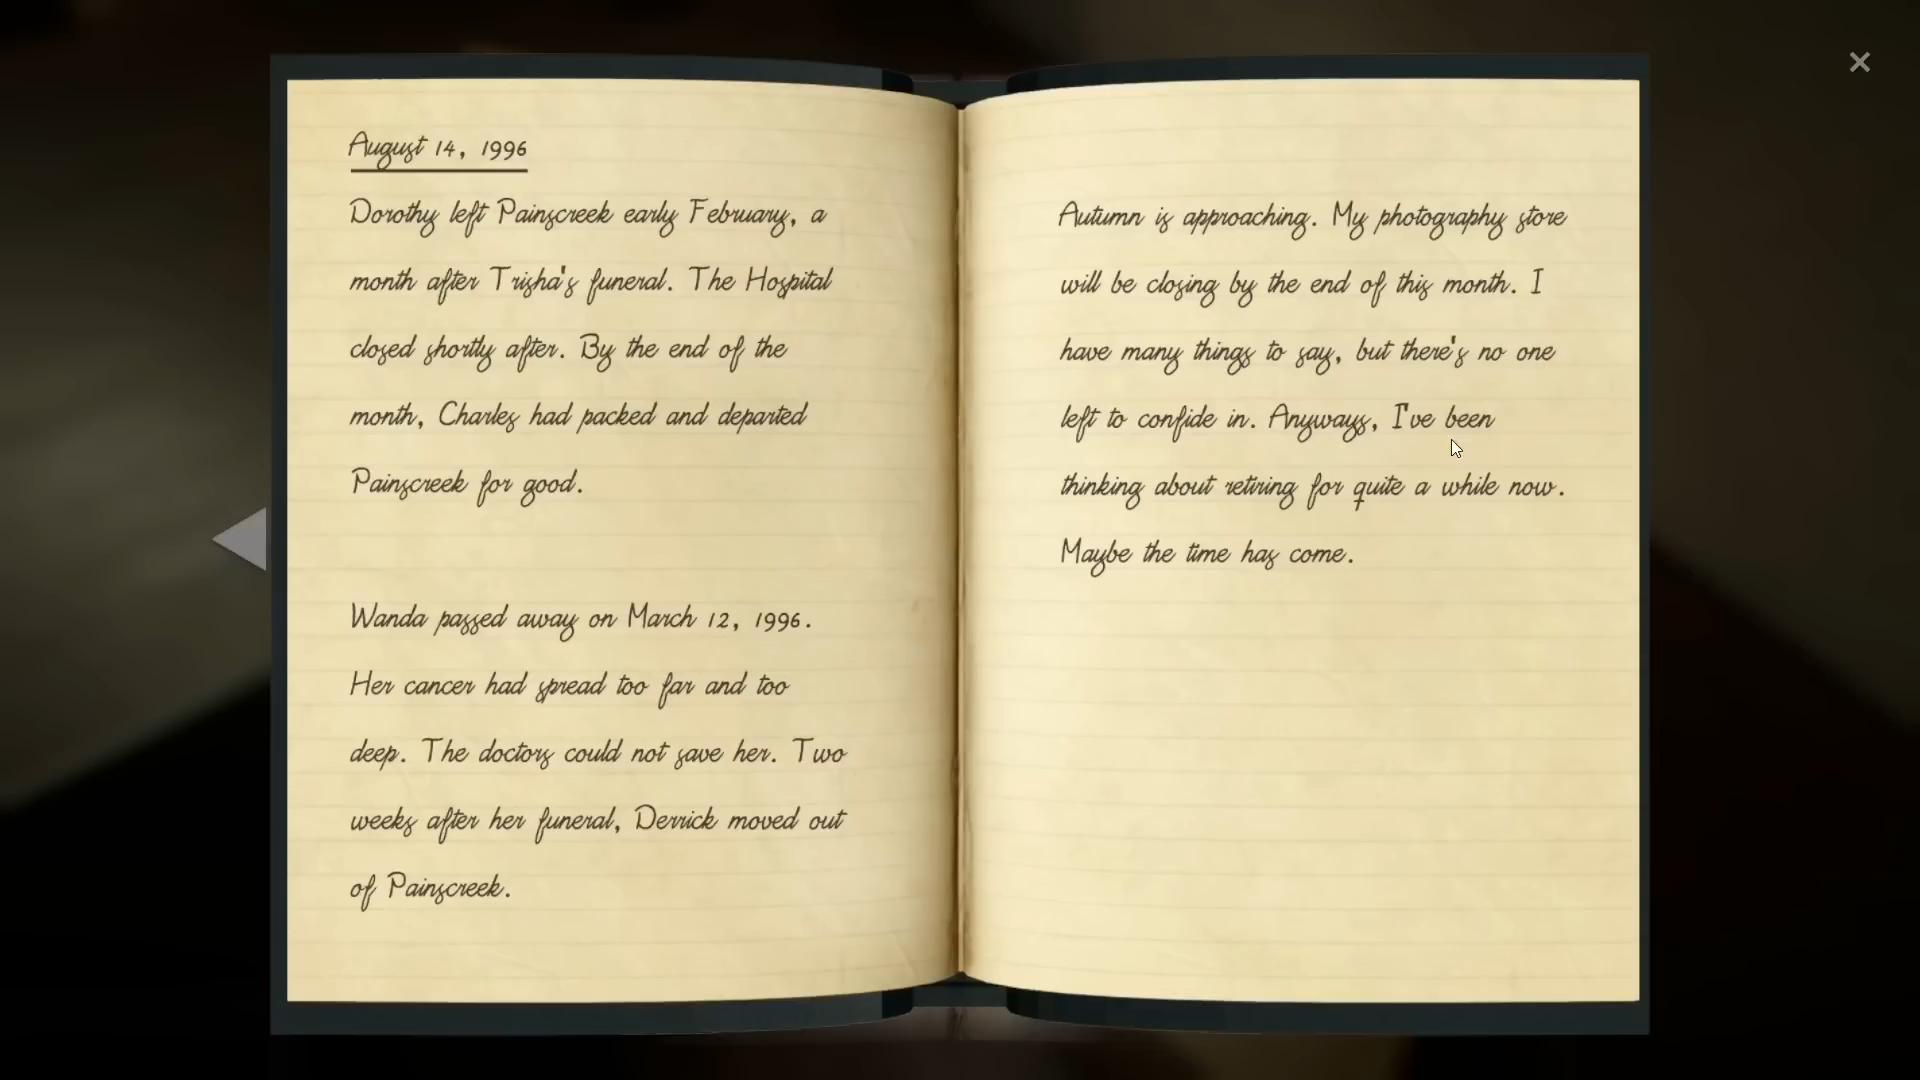 August 14, 1996
Dorothy left Painscreek early February, a
month after Trisha's funeral. The Hospital
closed shortly after. By the end of the
month, Charles had packed and departed
Painscreek for good.
Wanda passed away on March 12, 1996.
Her cancer had spread too far and too
deep. The doctors could not save her. Two
weeks after her funeral, Derrick moved out
of Painscreek.
Autumn is approaching. My photography store
will be closing by the end of this month. I
have many things to say, but there's no one
left to confide in. Anyways, I've been
thinking about retiring for quite a while now.
Maybe the time has come.